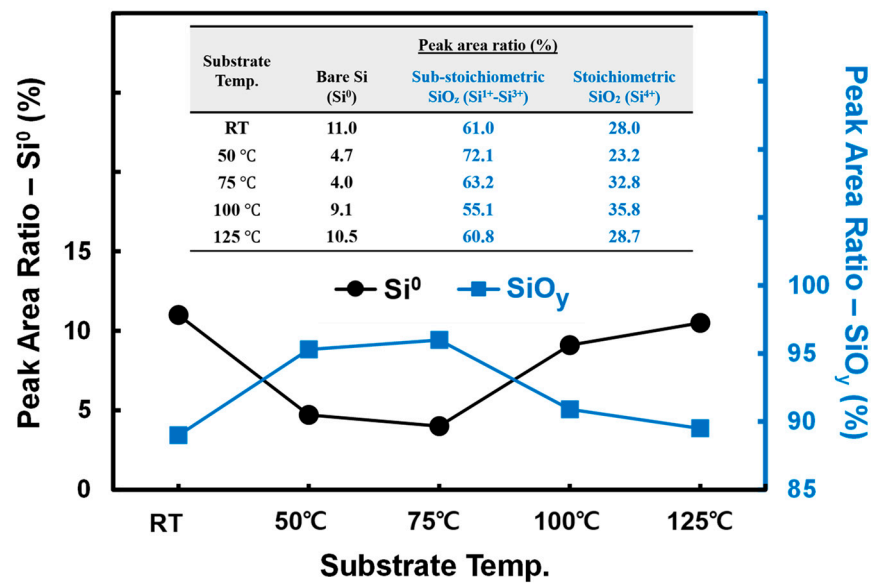 Peak Area Ratio – Si⁰ (%)
15
10
5
0
Peak area ratio (%)
Substrate Temp.
Bare Si (Si⁰)
Sub-stoichiometric SiO₂ (Si¹⁺-Si³⁺)
Stoichiometric SiO₂ (Si⁴⁺)
RT 11.0 61.0 28.0
50 ℃ 4.7 72.1 23.2
75 ℃ 4.0 63.2 32.8
100 ℃ 9.1 55.1 35.8
125 ℃ 10.5 60.8 28.7
Si⁰
SiOy
100
95
90
85
Peak Area Ratio – SiOy (%)
RT 50℃ 75℃ 100℃ 125℃
Substrate Temp.